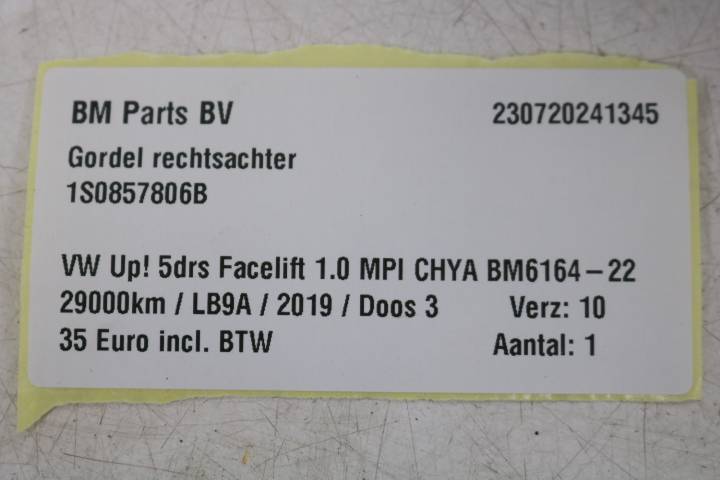 BM Parts BV 230720241345
Gordel rechtsachter
1S0857806B
VW Up! 5drs Facelift 1.0 MPI CHYA BM6164-22
29000km / LB9A / 2019 / Doos 3 Verz: 10
35 Euro incl. BTW Aantal: 1